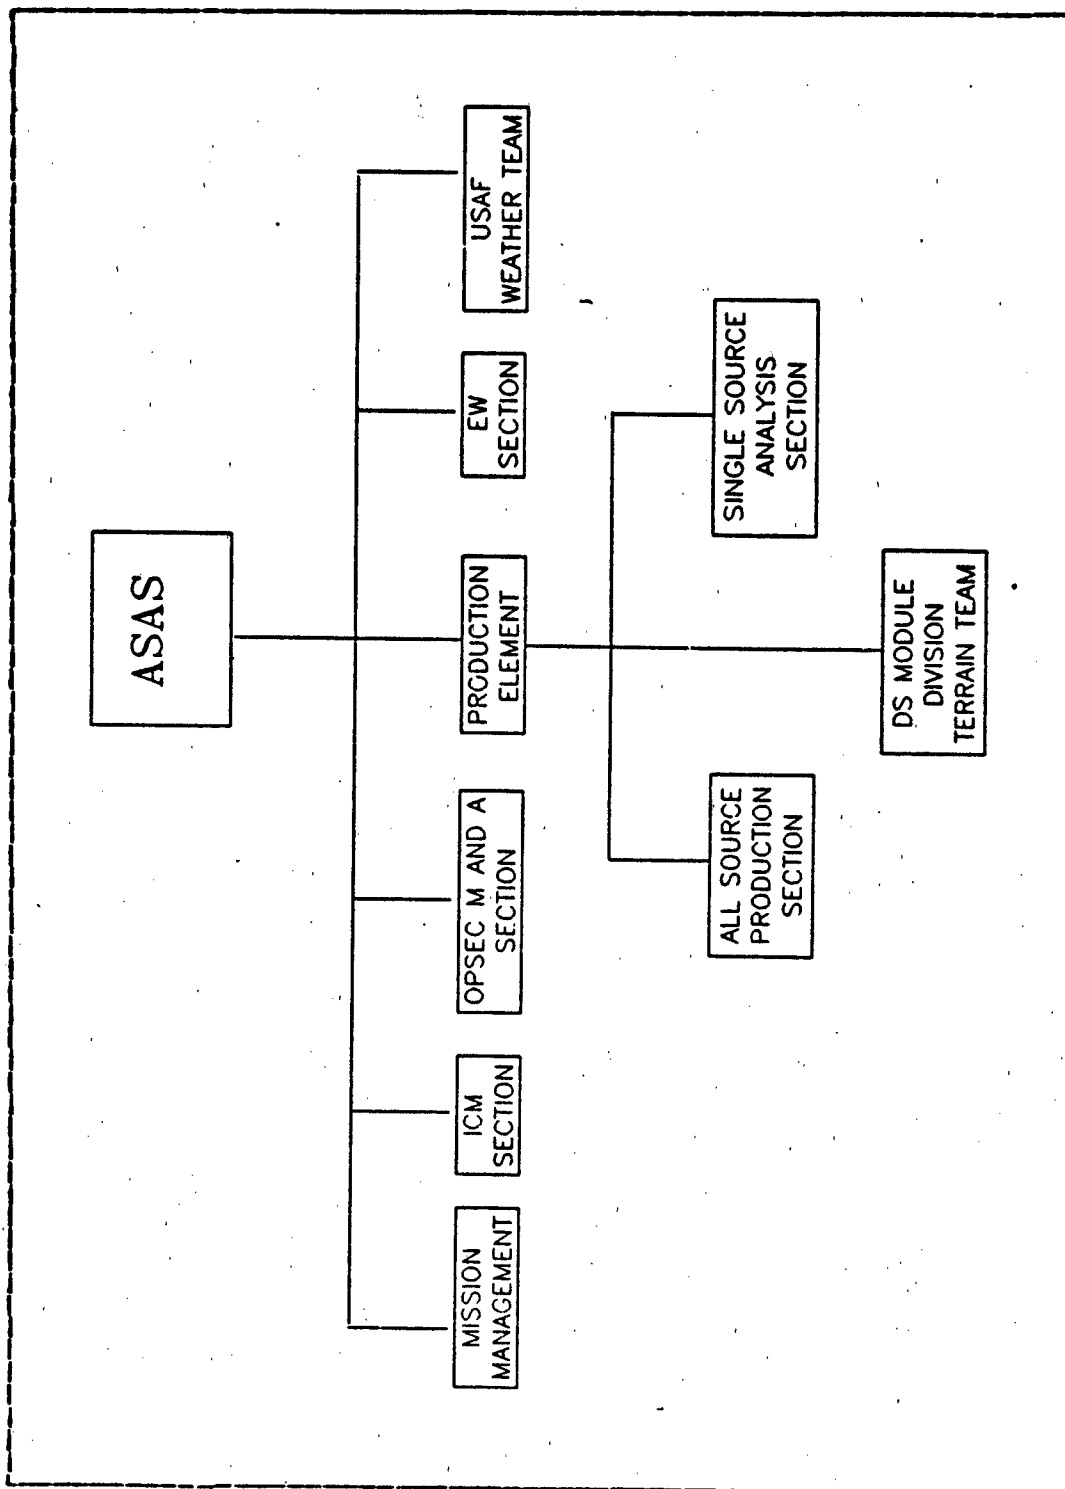 ASAS
MISSION
MANAGEMENT
ICM
SECTION
OPSEC M AND A
SECTION
PRODUCTION
ELEMENT
EW
SECTION
USAF
WEATHER TEAM
ALL SOURCE
PRODUCTION
SECTION
DS MODULE
DIVISION
TERRAIN TEAM
SINGLE SOURCE
ANALYSIS
SECTION